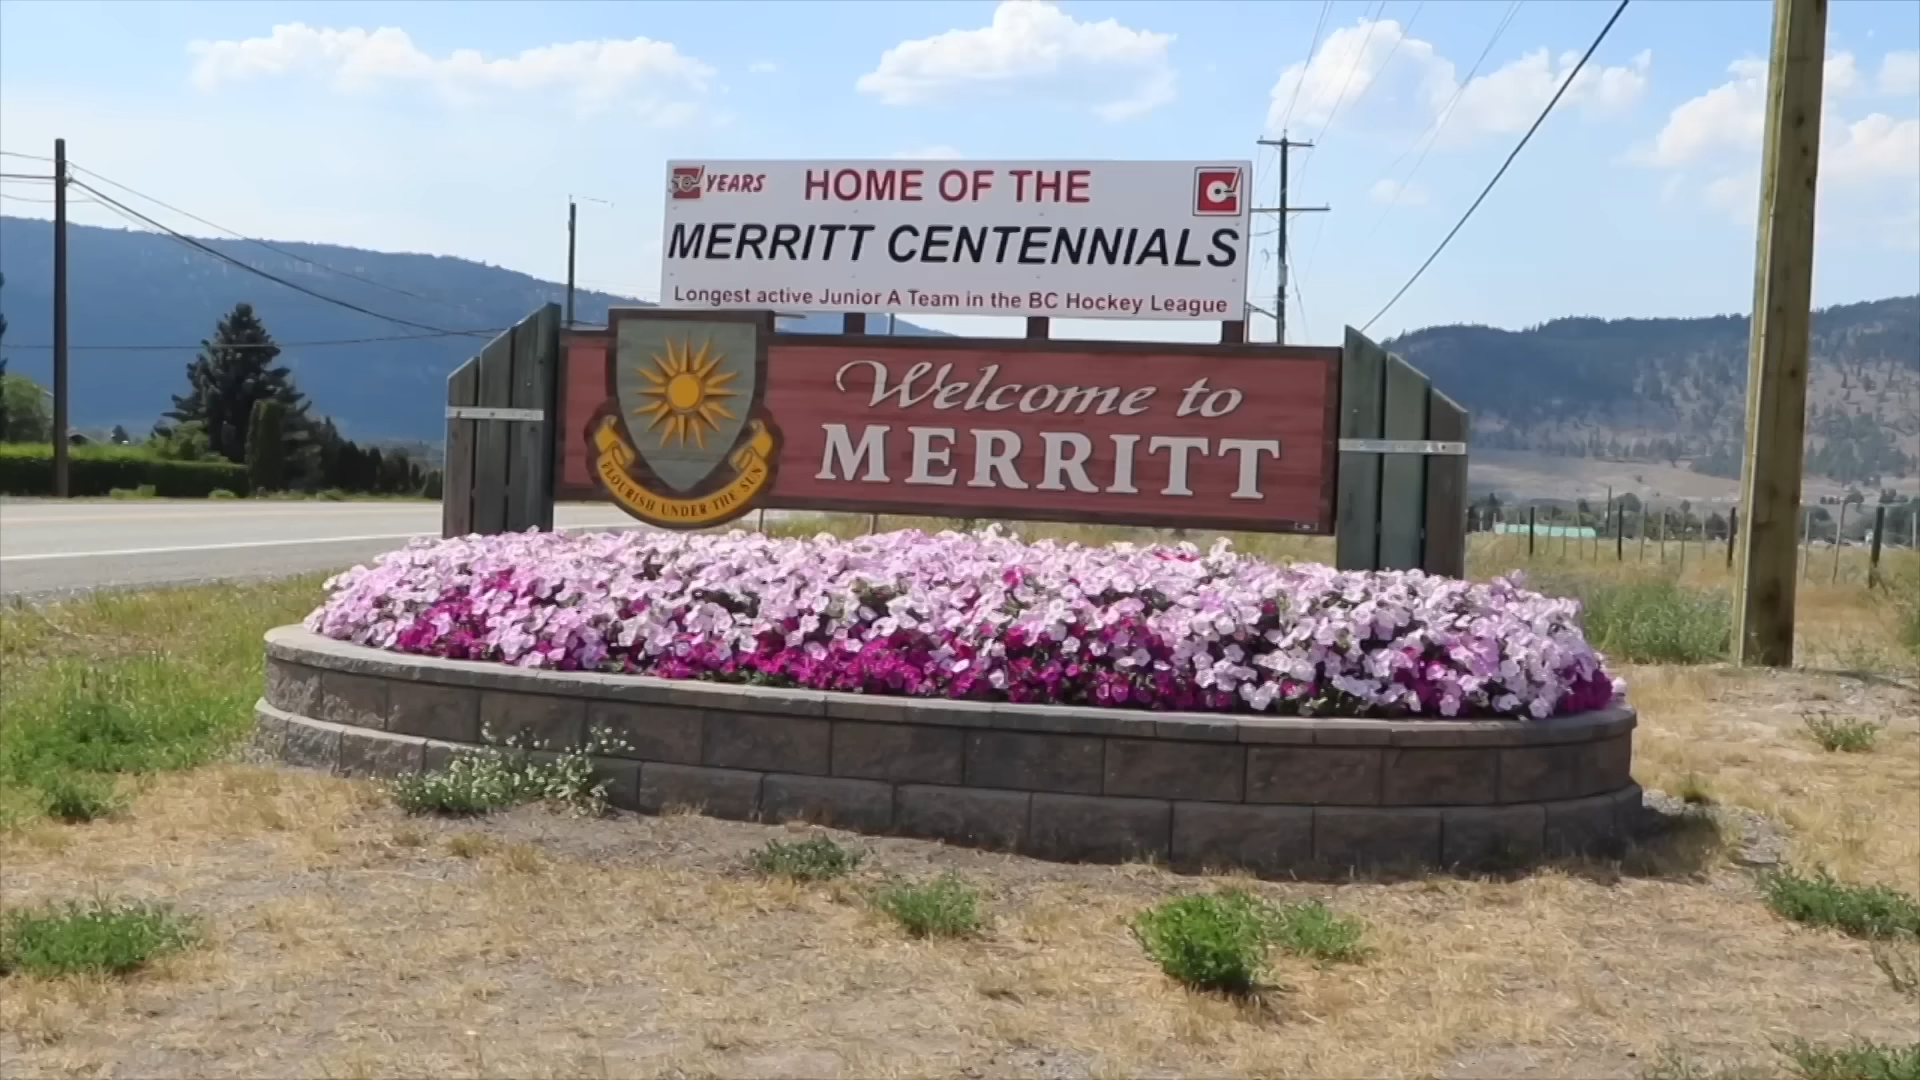 50 YEARS HOME OF THE
MERRITT CENTENNIALS
Longest active Junior A Team in the BC Hockey League
Welcome to
MERRITT
FLOURISH UNDER THE SUN